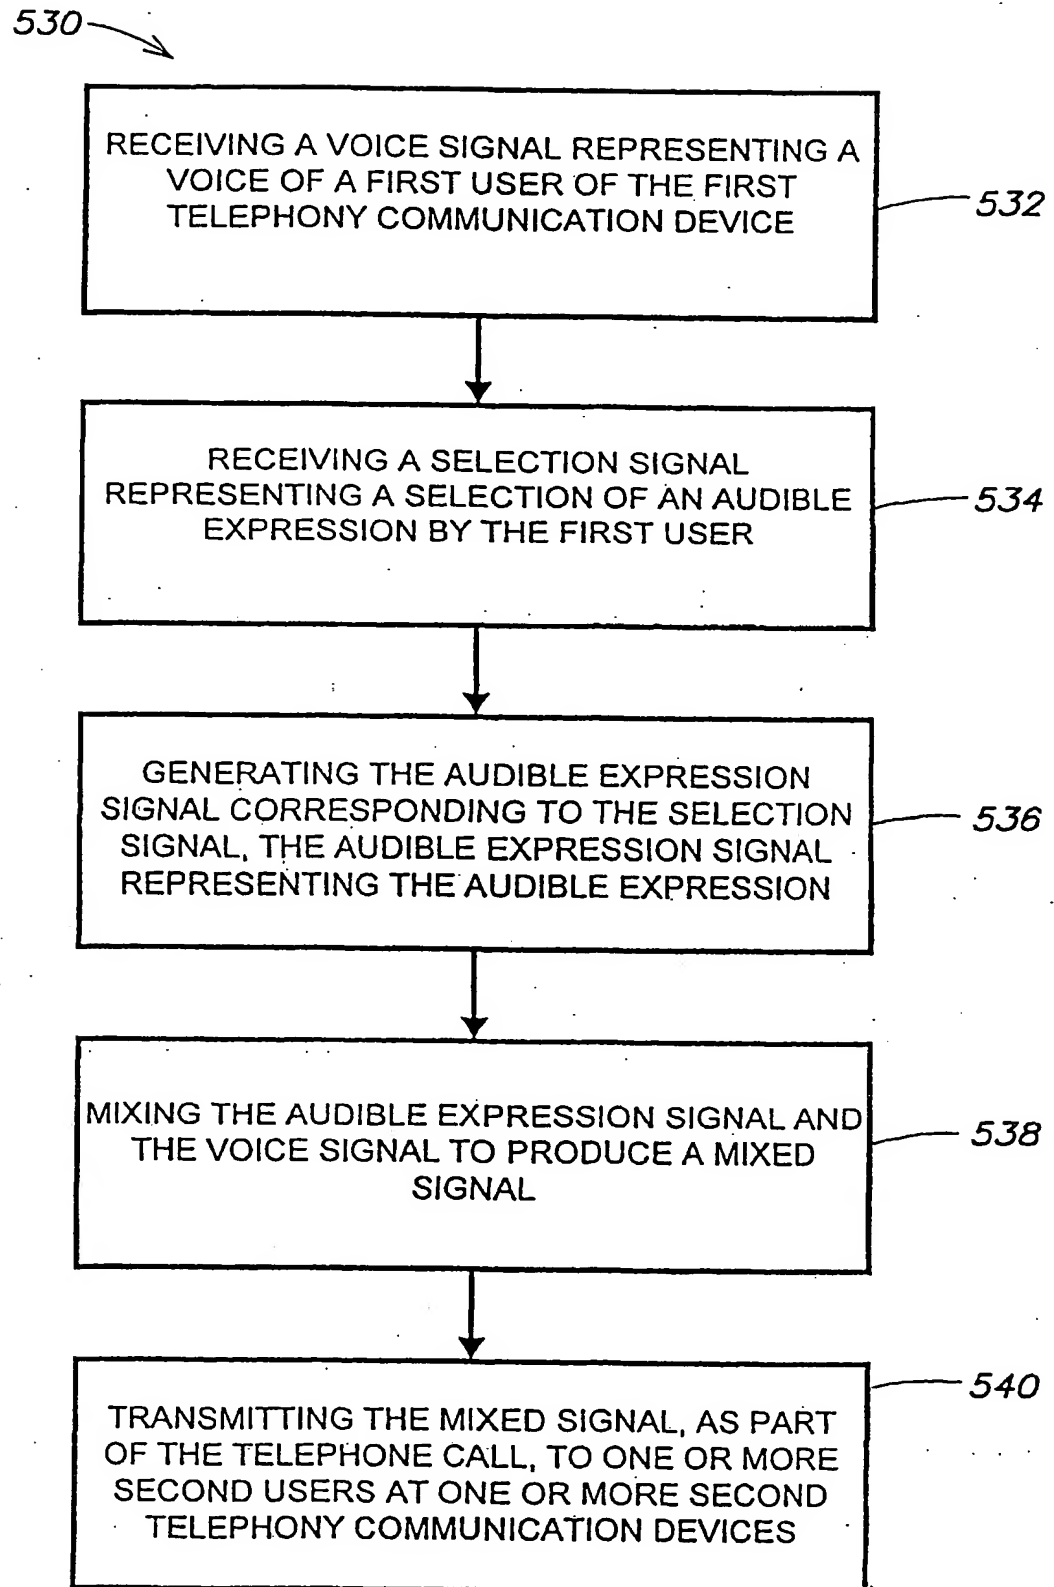 530
RECEIVING A VOICE SIGNAL REPRESENTING A
VOICE OF A FIRST USER OF THE FIRST
TELEPHONY COMMUNICATION DEVICE
532
RECEIVING A SELECTION SIGNAL
REPRESENTING A SELECTION OF AN AUDIBLE
EXPRESSION BY THE FIRST USER
534
GENERATING THE AUDIBLE EXPRESSION
SIGNAL CORRESPONDING TO THE SELECTION
SIGNAL, THE AUDIBLE EXPRESSION SIGNAL
REPRESENTING THE AUDIBLE EXPRESSION
536
MIXING THE AUDIBLE EXPRESSION SIGNAL AND
THE VOICE SIGNAL TO PRODUCE A MIXED
SIGNAL
538
TRANSMITTING THE MIXED SIGNAL, AS PART
OF THE TELEPHONE CALL, TO ONE OR MORE
SECOND USERS AT ONE OR MORE SECOND
TELEPHONY COMMUNICATION DEVICES
540